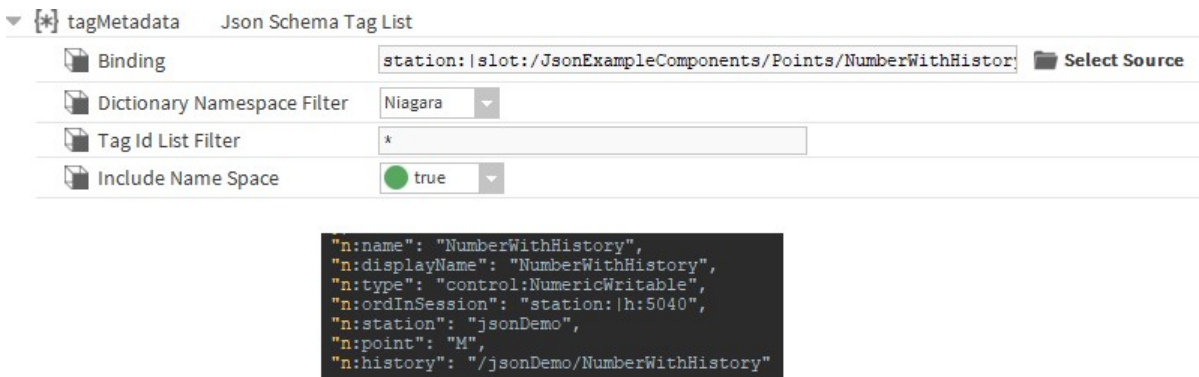 tagMetadata Json Schema Tag List
Binding station:|slot:/JsonExampleComponents/Points/NumberWithHistory Select Source
Dictionary Namespace Filter Niagara
Tag Id List Filter *
Include Name Space true
"n:name": "NumberWithHistory",
"n:displayName": "NumberWithHistory",
"n:type": "control:NumericWritable",
"n:ordInSession": "station:|h:5040",
"n:station": "jsonDemo",
"n:point": "M",
"n:history": "/jsonDemo/NumberWithHistory"